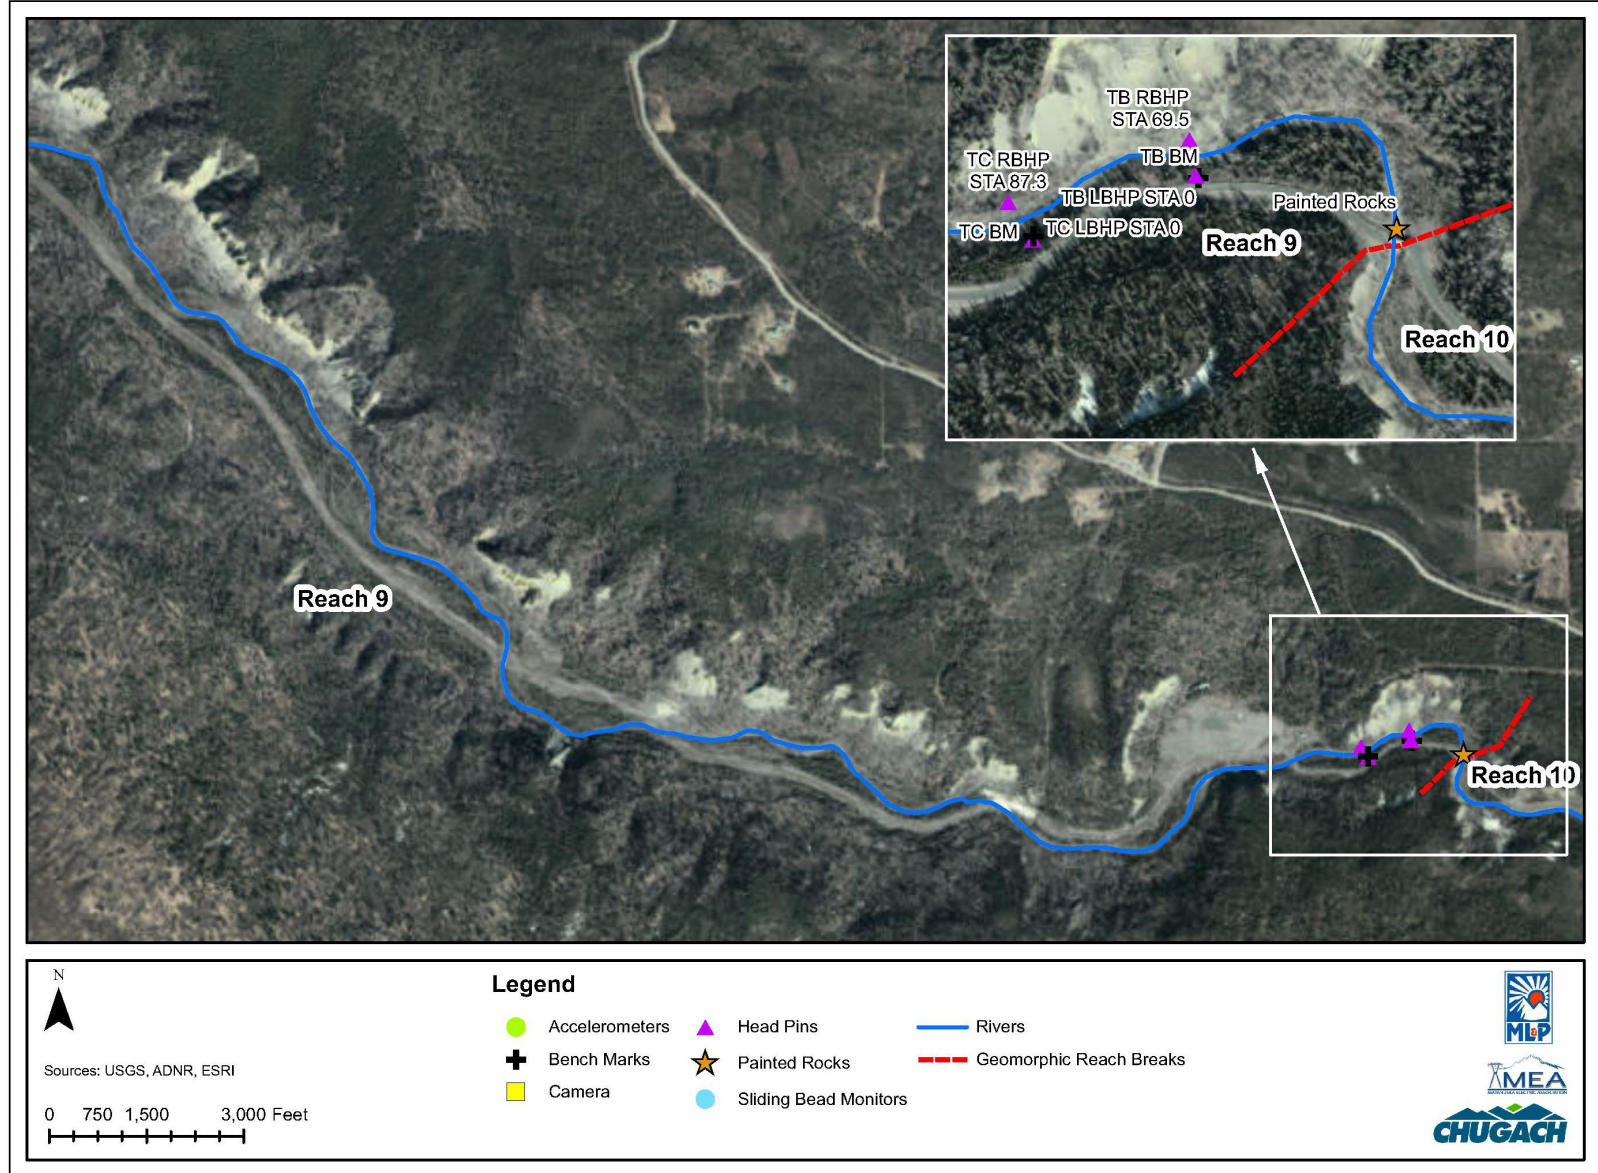 TB RBHP
STA 69.5
TB BM
TC RBHP
STA 87.3
TB LBHP STA 0
Painted Rocks
TC BM
TC LBHP STA 0
Reach 9
Reach 10
Reach 9
Reach 10
N
Sources: USGS, ADNR, ESRI
0 750 1,500 3,000 Feet
Legend
Accelerometers
Bench Marks
Camera
Head Pins
Painted Rocks
Sliding Bead Monitors
Rivers
Geomorphic Reach Breaks
ML&P
MEA
CHUGACH